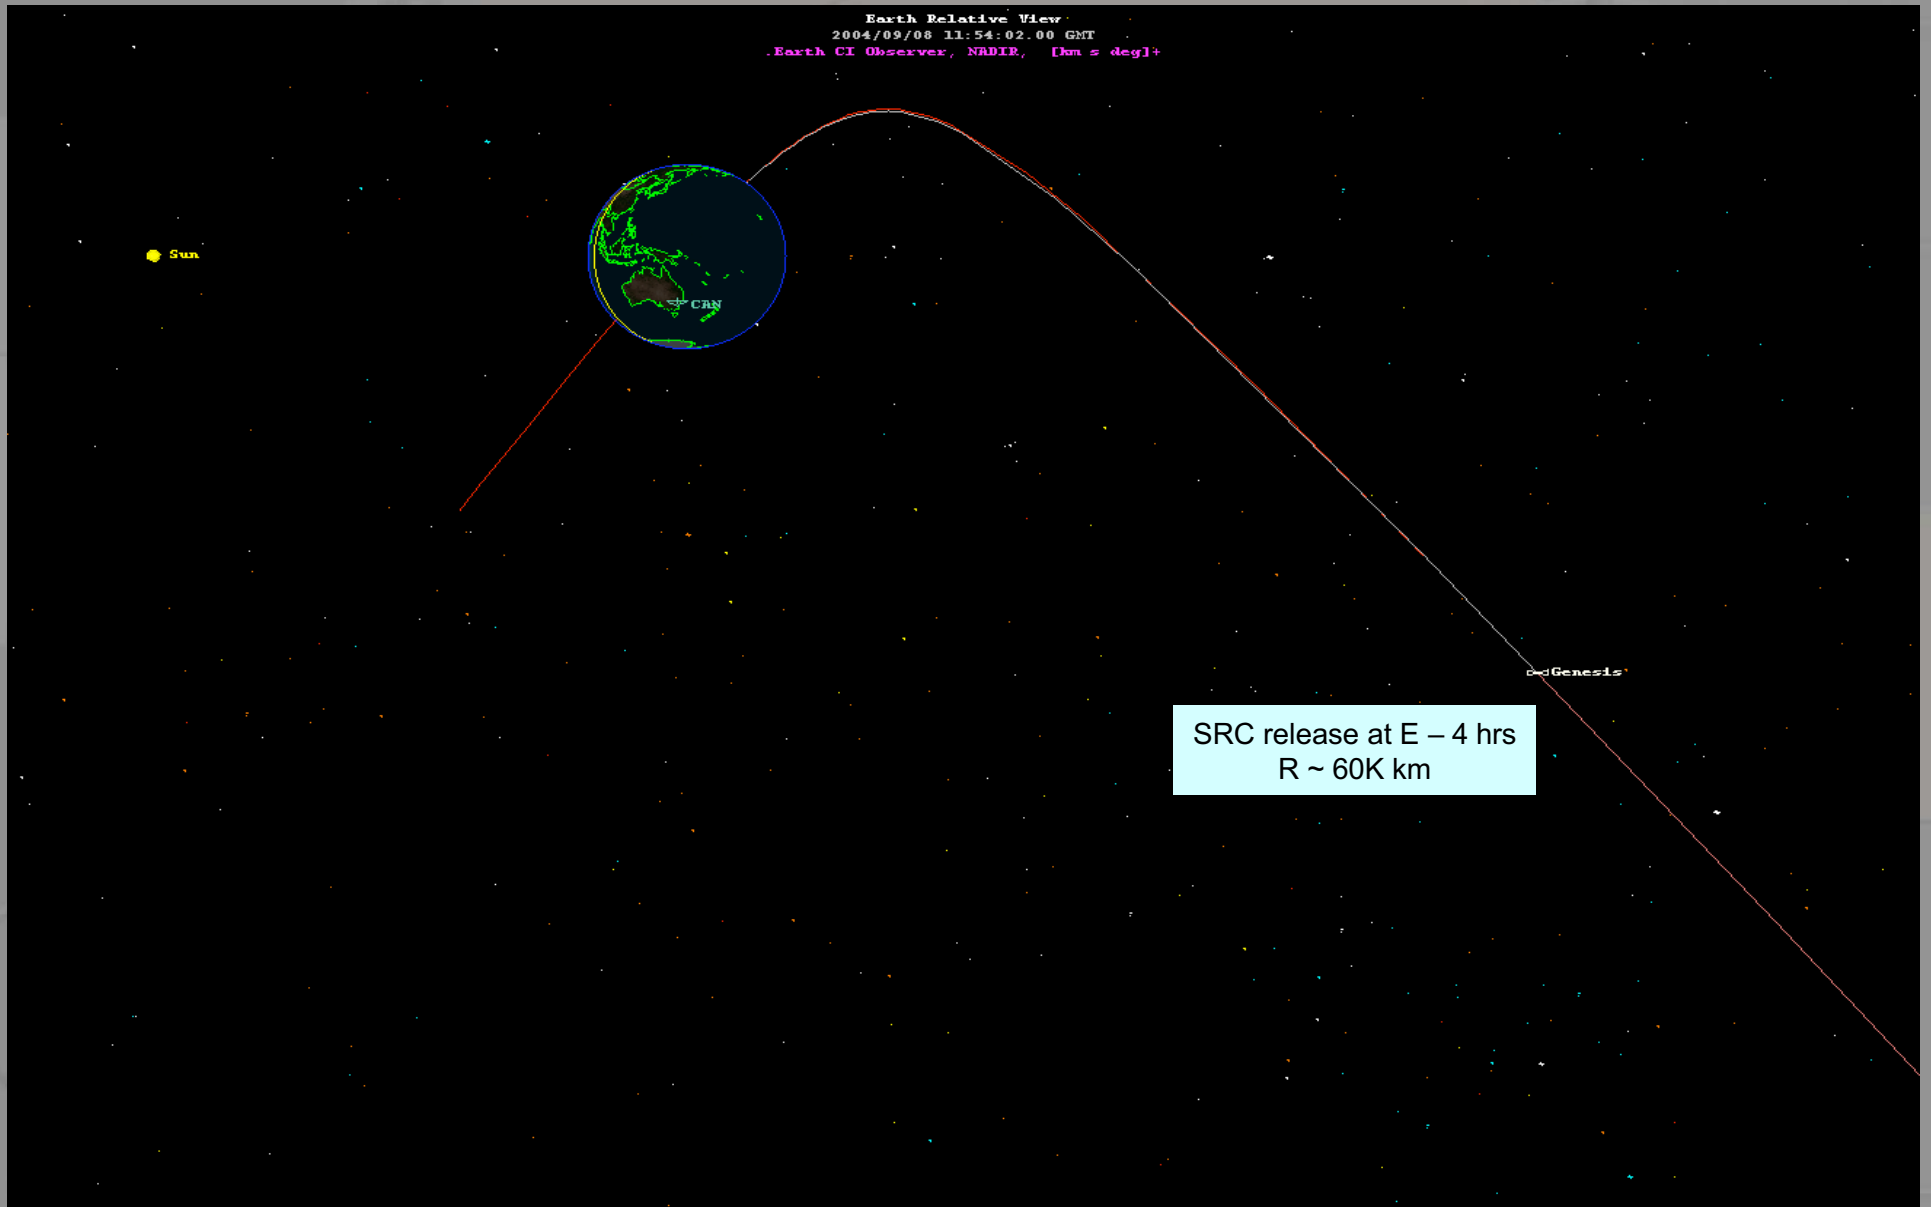 Earth Relative View
2004/09/08 11:54:02.00 GMT
.Earth CI Observer, NADIR, [km s deg]+
Sun
CAN
Genesis
SRC release at E – 4 hrs
R ~ 60K km